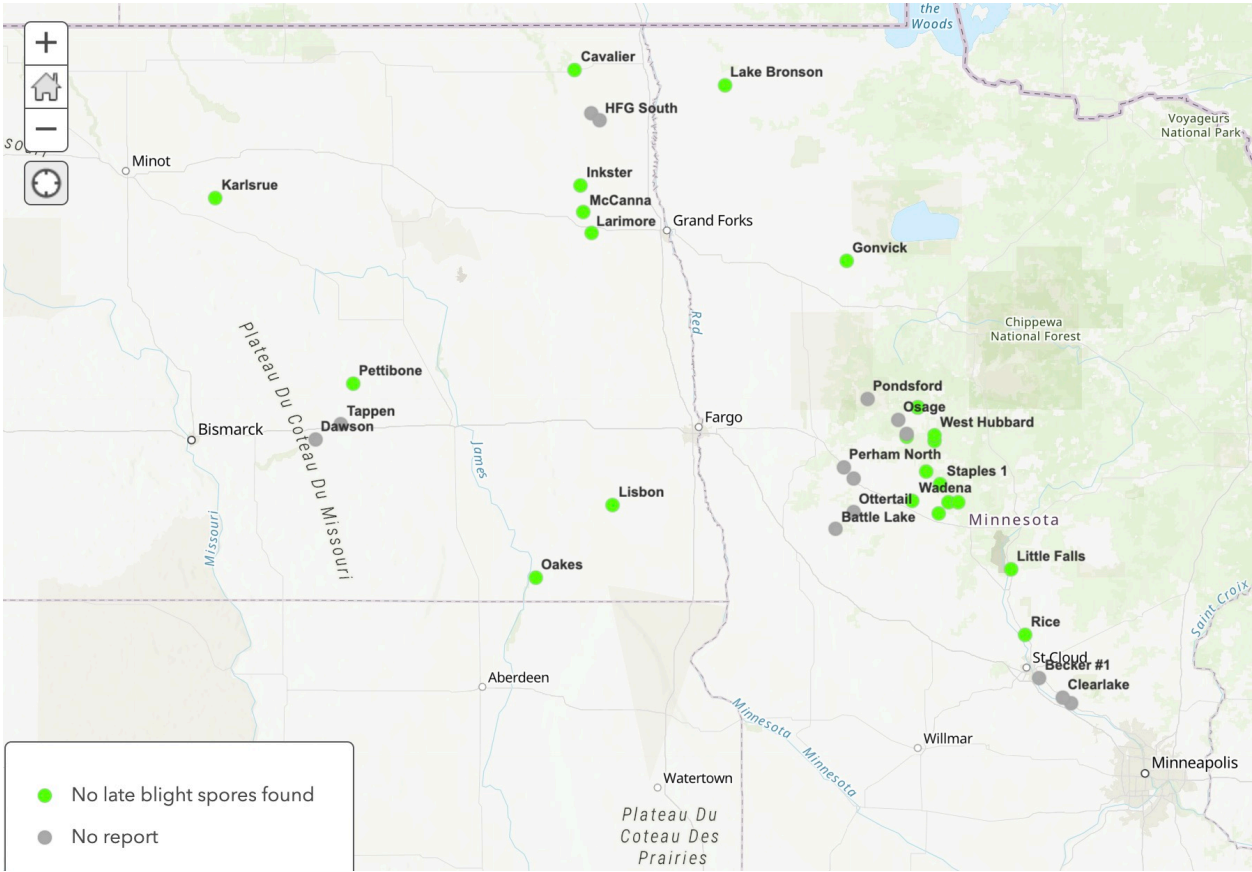 the
Woods
Cavalier
Lake Bronson
HFG South
Voyageurs
National Park
Minot
Karlsrue
Inkster
McCanna
Larimore
Grand Forks
Gonvick
Red
Chippewa
National Forest
Plateau Du Coteau Du Missouri
Pettibone
Tappen
Dawson
Bismarck
Fargo
Pondsford
Osage
West Hubbard
Perham North
Staples 1
Wadena
Ottertail
Battle Lake
Minnesota
James
Missouri
Lisbon
Oakes
Little Falls
Saint Croix
Rice
St Cloud
Becker #1
Clearlake
Aberdeen
Minnesota
Minnesota
Willmar
Minneapolis
Watertown
Plateau Du
Coteau Des
Prairies
No late blight spores found
No report